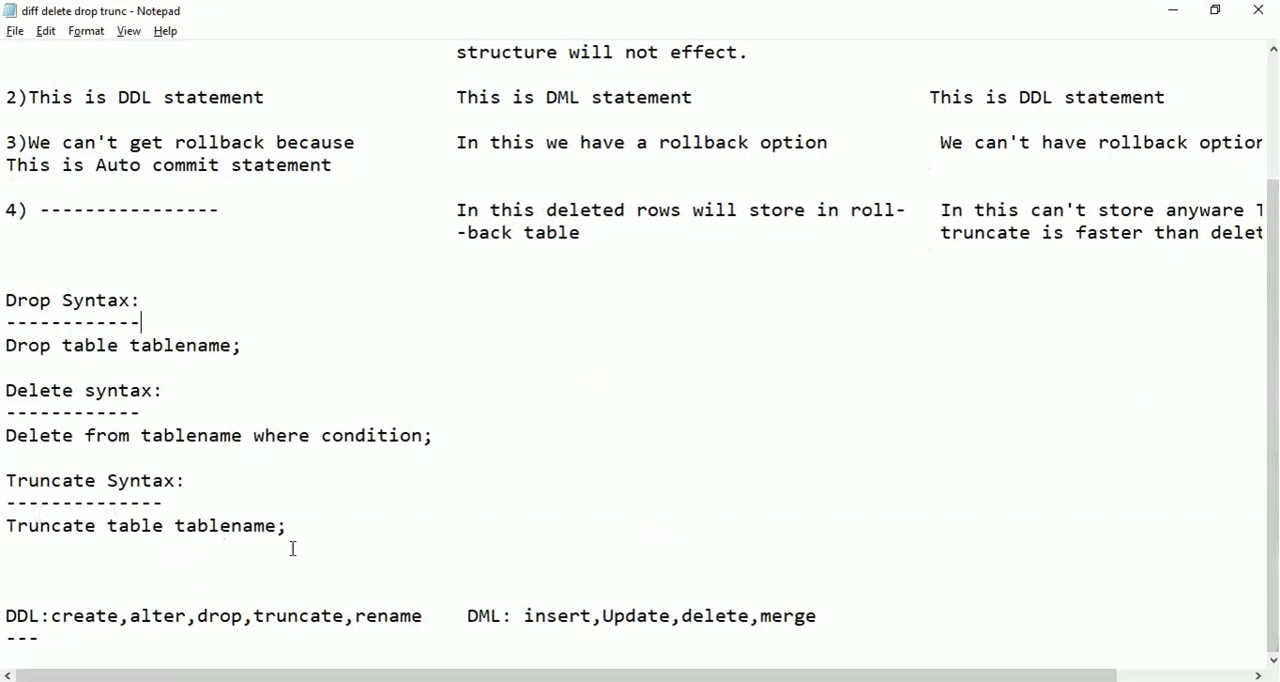 diff delete drop trunc - Notepad
File Edit Format View Help
structure will not effect.
2)This is DDL statement This is DML statement This is DDL statement
3)We can't get rollback because In this we have a rollback option We can't have rollback option
This is Auto commit statement
4) ---------------- In this deleted rows will store in roll- In this can't store anyware
-back table truncate is faster than delet
Drop Syntax:
------------
Drop table tablename;
Delete syntax:
------------
Delete from tablename where condition;
Truncate Syntax:
--------------
Truncate table tablename;
DDL:create,alter,drop,truncate,rename DML: insert,Update,delete,merge
---